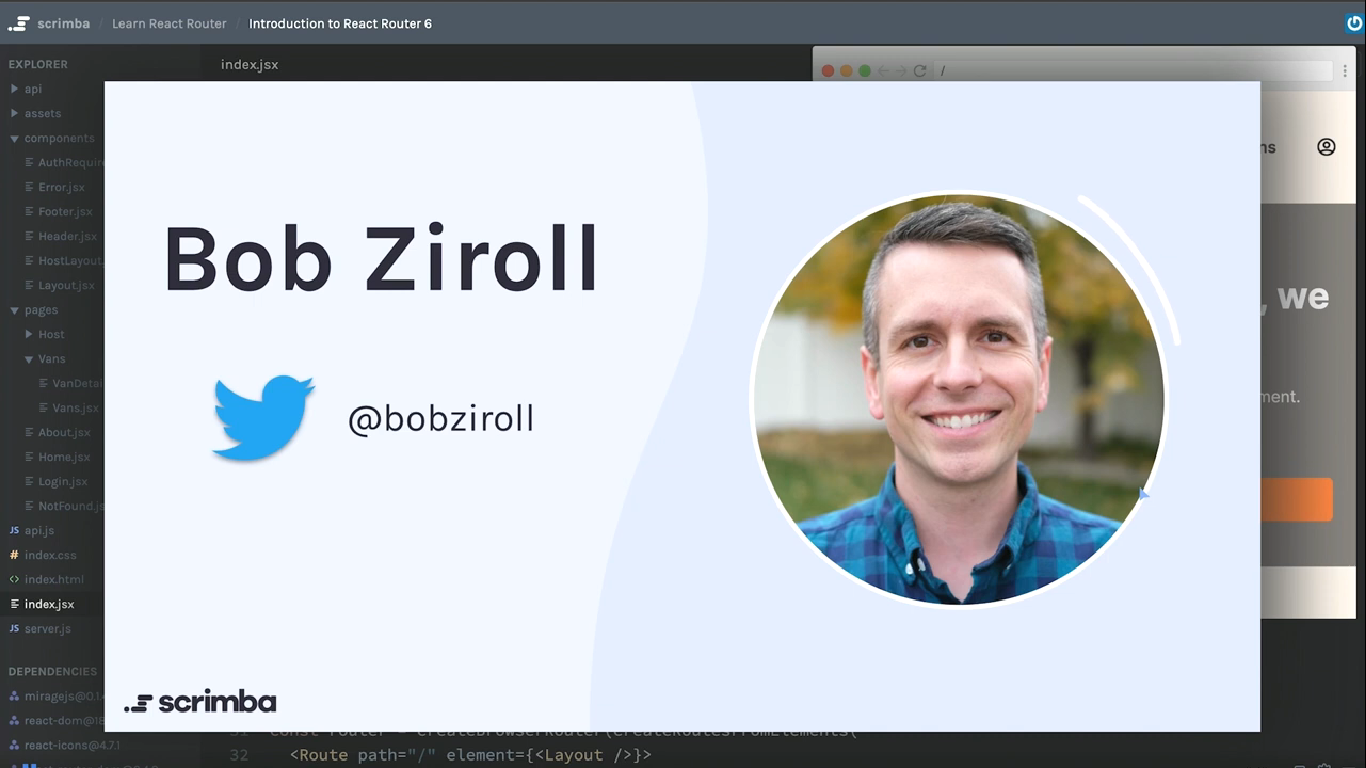 scrimba / Learn React Router / Introduction to React Router 6
EXPLORER
index.jsx
/
api
assets
components
AuthRequire
Error.jsx
Footer.jsx
Header.jsx
HostLayout.
Layout.jsx
pages
Host
Vans
VanDetai
Vans.jsx
About.jsx
Home.jsx
Login.jsx
NotFound.js
JS api.js
# index.css
<> index.html
index.jsx
JS server.js
DEPENDENCIES
miragejs@0.1.4
react-dom@18
react-icons@4.7.1
Bob Ziroll
@bobziroll
scrimba
ns
, we
ment.
31 const router = createBrowserRouter(createRoutesFromElements(
32 <Route path="/" element={<Layout />}>